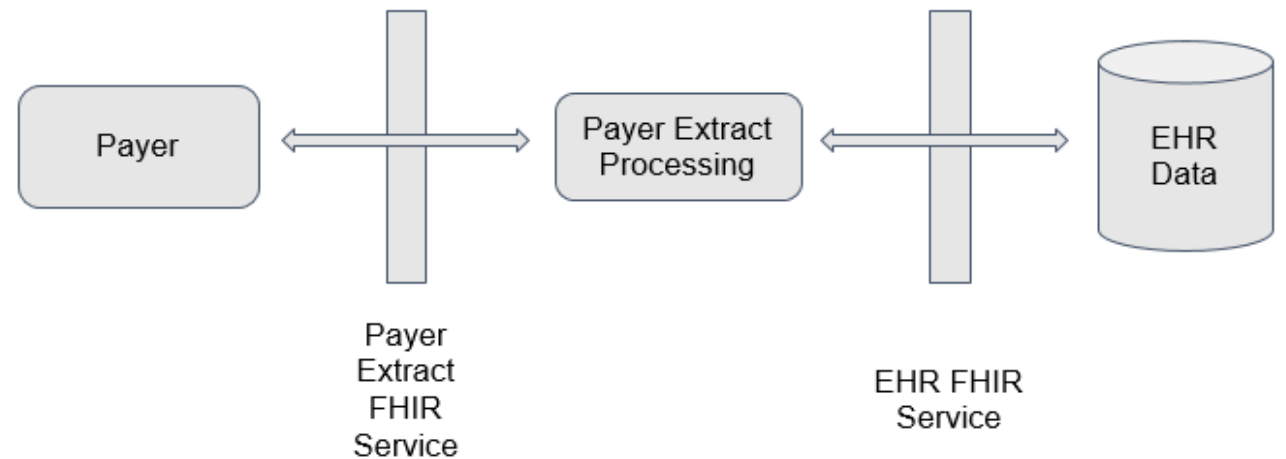 Payer
Payer Extract
Processing
EHR
Data
Payer
Extract
FHIR
Service
EHR FHIR
Service